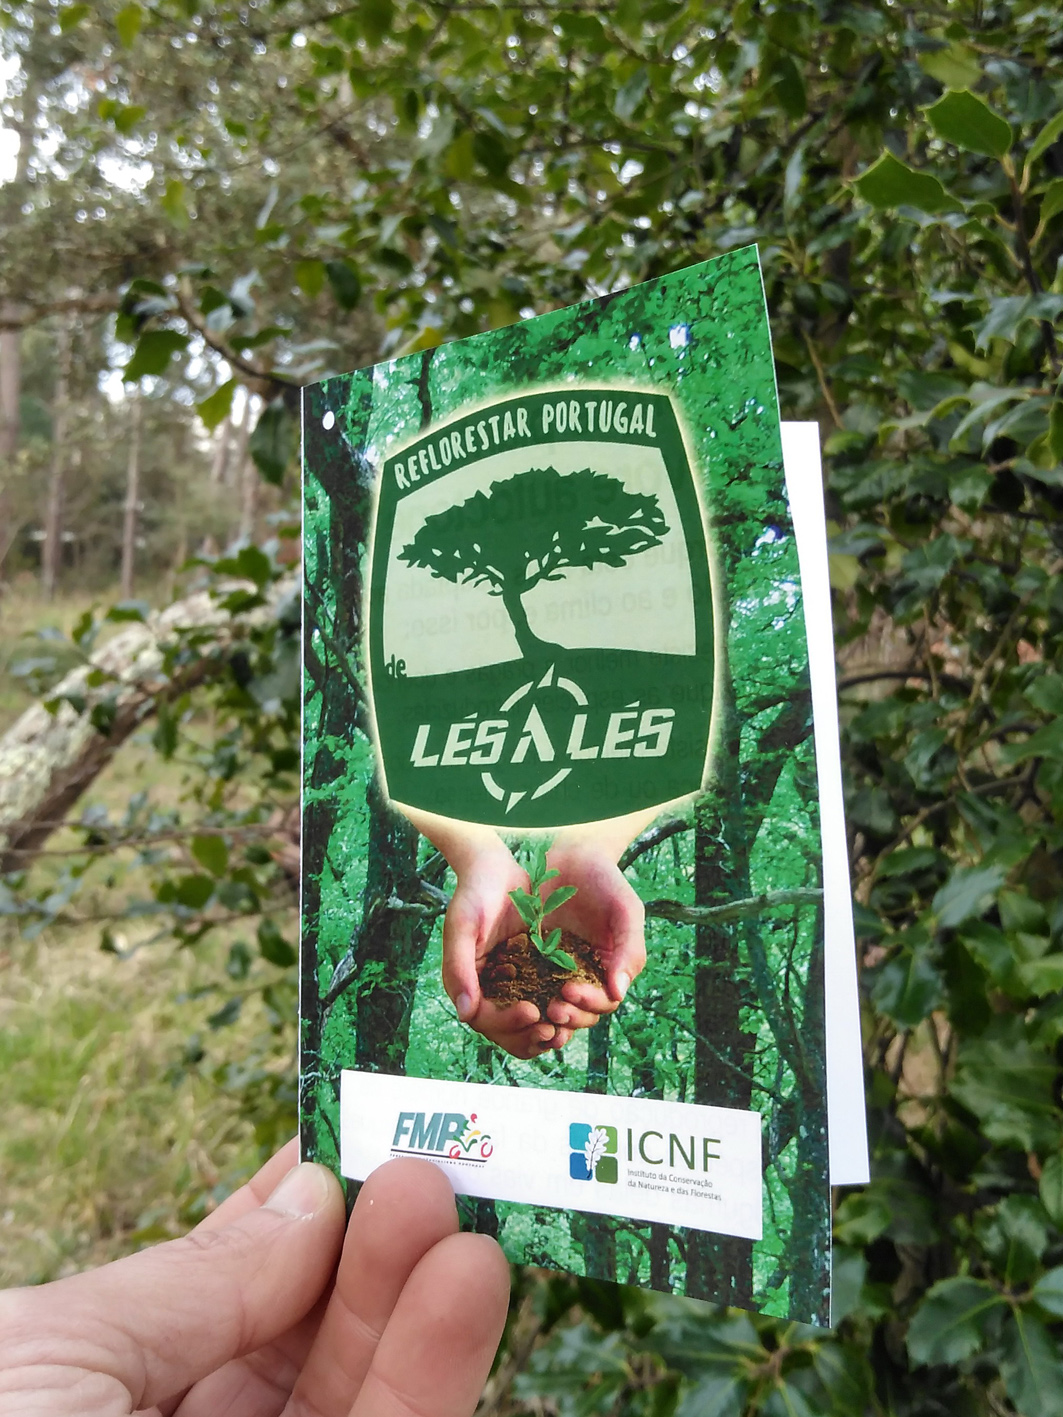 REFLORESTAR PORTUGAL
de
LÉS A LÉS
FMP
ICNF
Instituto da Conservação
da Natureza e das Florestas